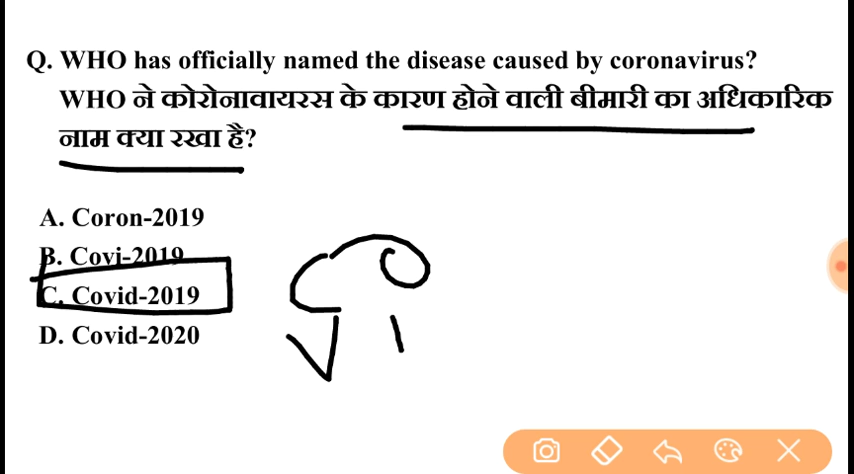 Q. WHO has officially named the disease caused by coronavirus?
WHO ने कोरोनावायरस के कारण होने वाली बीमारी का अधिकारिक
नाम क्या रखा है?
A. Coron-2019
B. Covi-2019
C. Covid-2019
D. Covid-2020